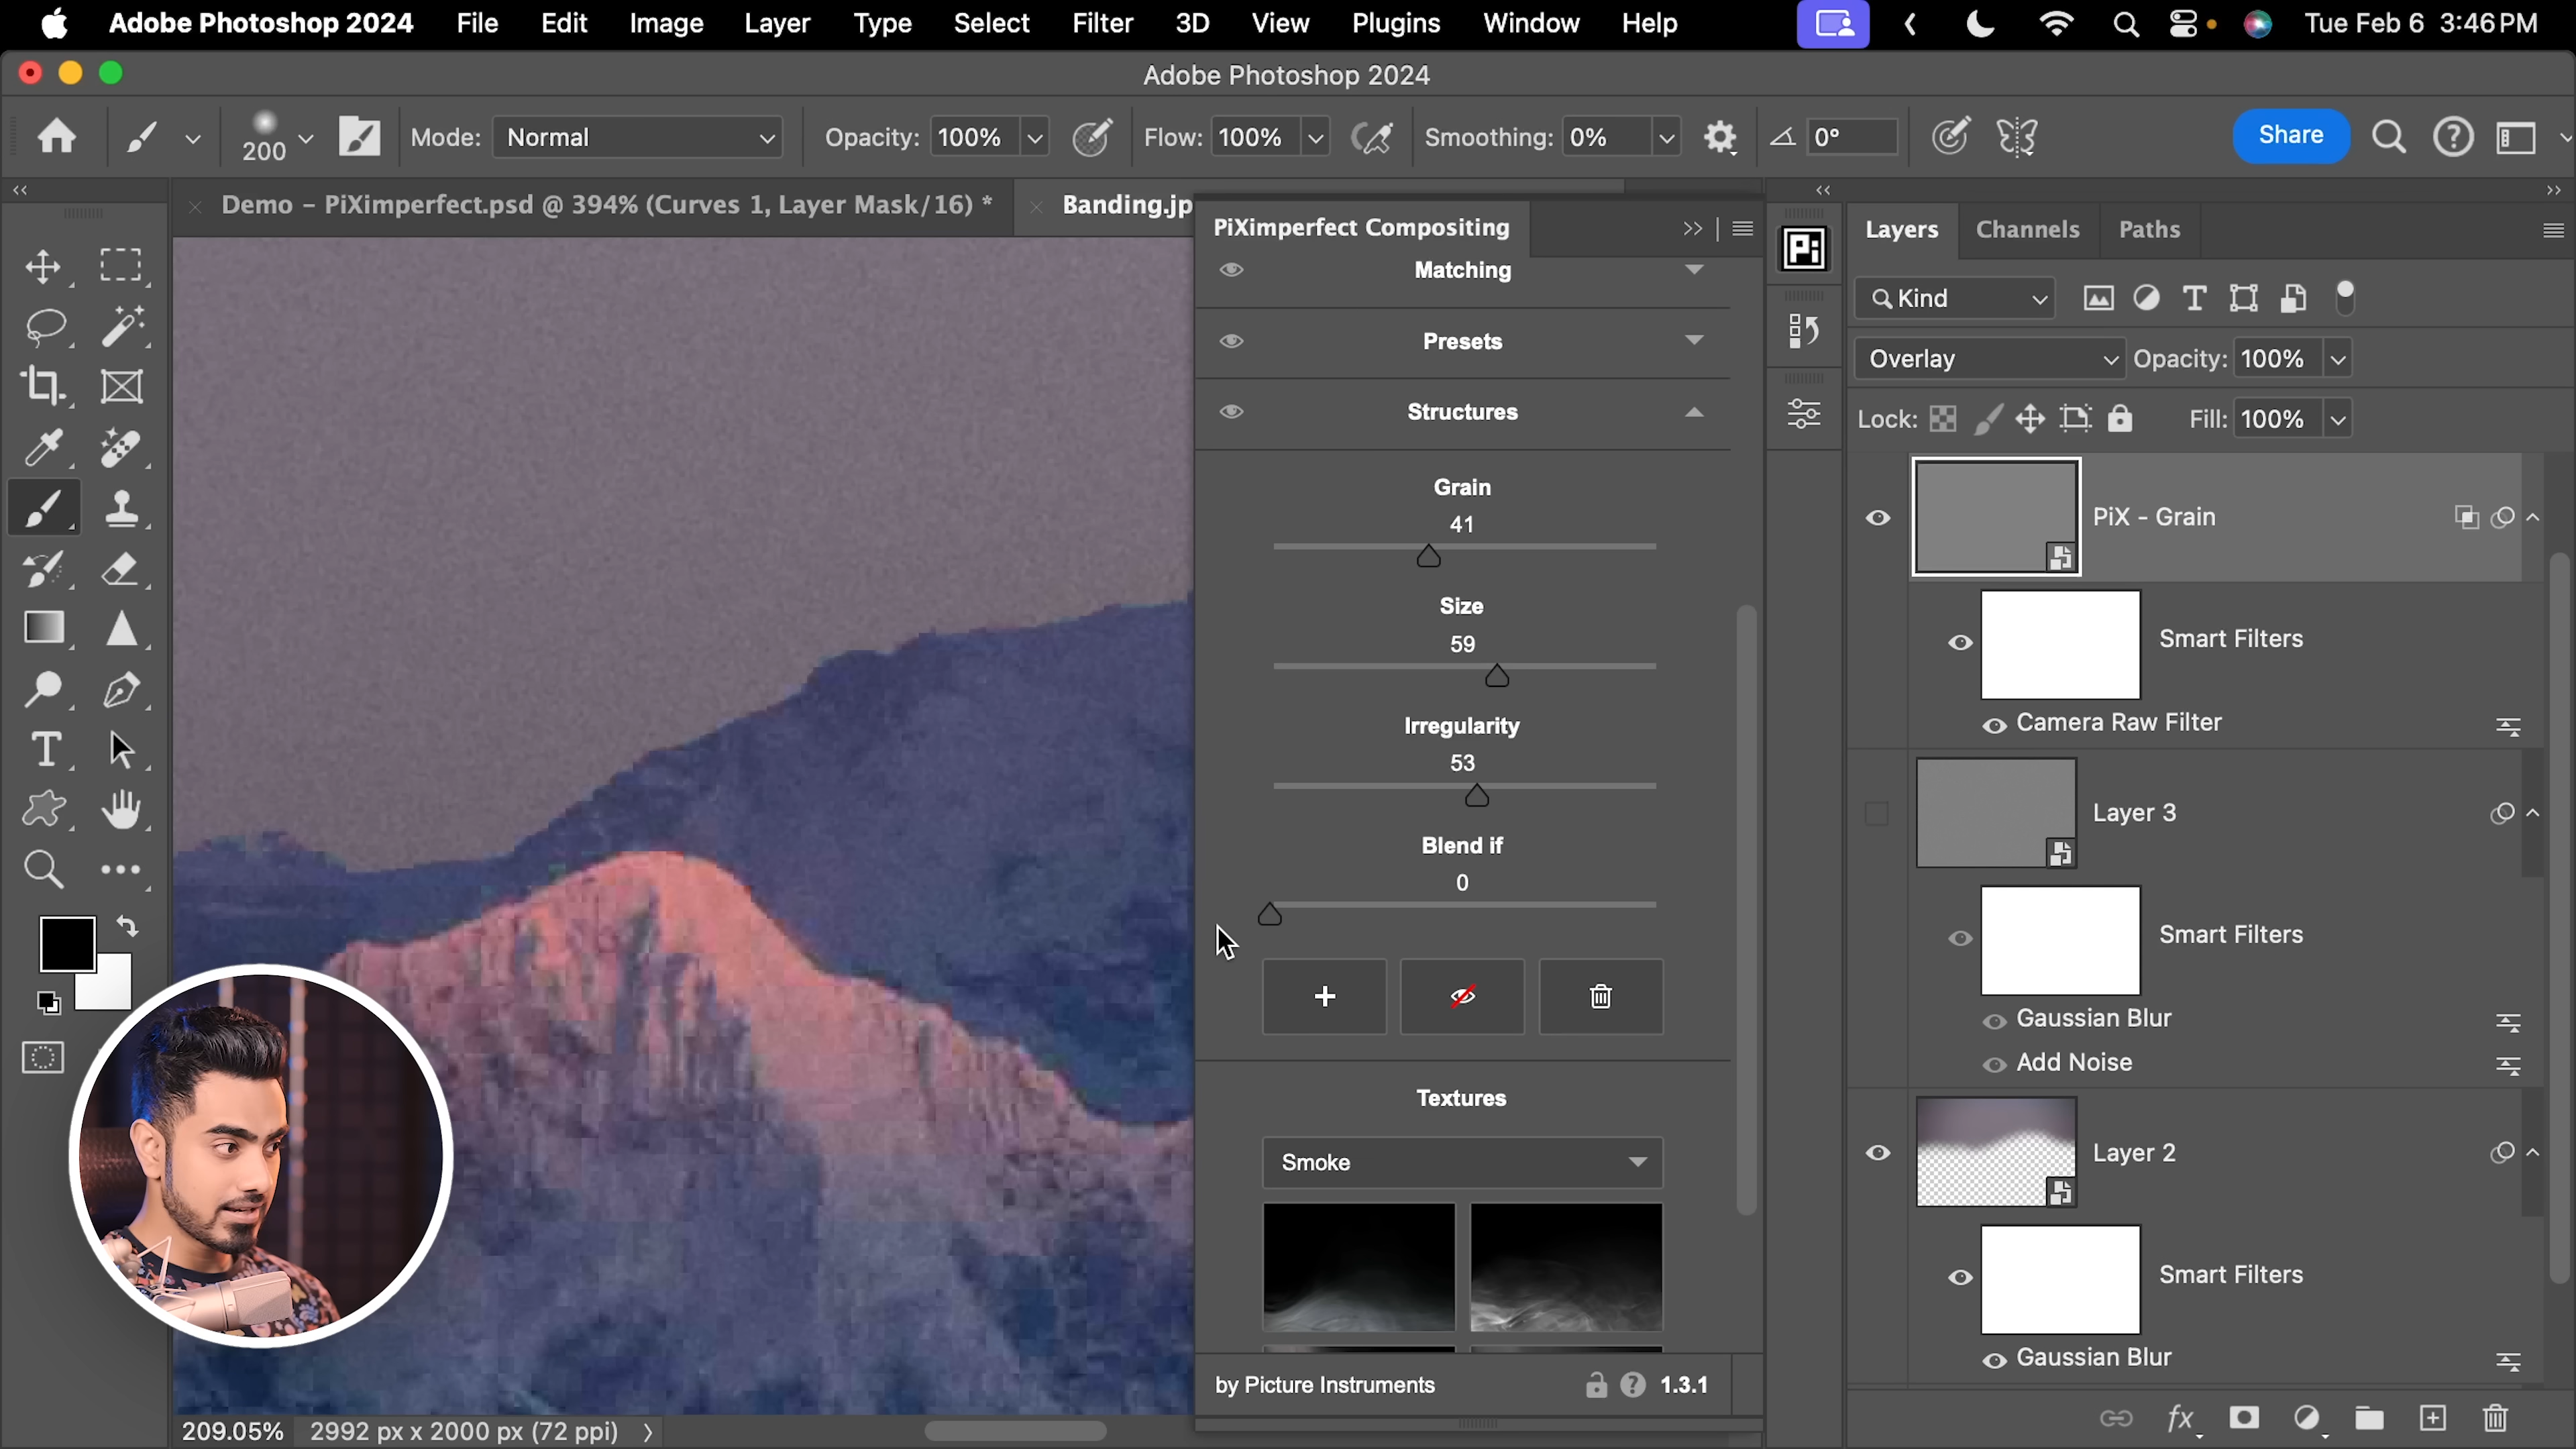 Adobe Photoshop 2024 File Edit Image Layer Type Select Filter 3D View Plugins Window Help Tue Feb 6 3:46 PM
Adobe Photoshop 2024
200 Mode: Normal Opacity: 100% Flow: 100% Smoothing: 0% 0° Share
Demo – PiXimperfect.psd @ 394% (Curves 1, Layer Mask/16) *
Banding.jp
PiXimperfect Compositing
Matching
Presets
Structures
Grain
41
Size
59
Irregularity
53
Blend if
0
Textures
Smoke
by Picture Instruments 1.3.1
Pi
Layers Channels Paths
Kind
Overlay Opacity: 100%
Lock: Fill: 100%
PiX – Grain
Smart Filters
Camera Raw Filter
Layer 3
Smart Filters
Gaussian Blur
Add Noise
Layer 2
Smart Filters
Gaussian Blur
fx
209.05% 2992 px x 2000 px (72 ppi)